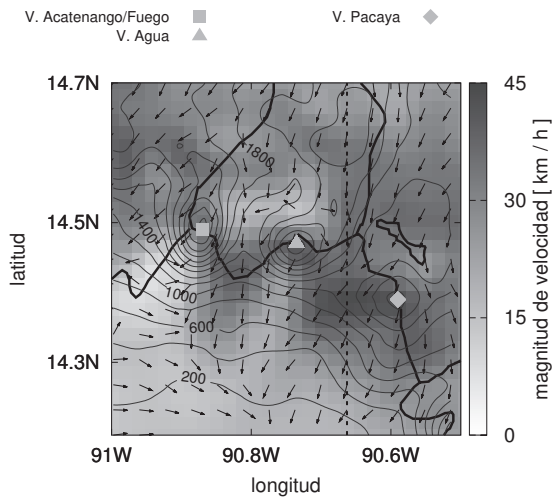 V. Acatenango/Fuego
V. Pacaya
V. Agua
14.7N
45
1800
30
14.5N
1400
1000
600
15
14.3N
200
0
91W
90.8W
90.6W
latitud
longitud
magnitud de velocidad [ km / h ]